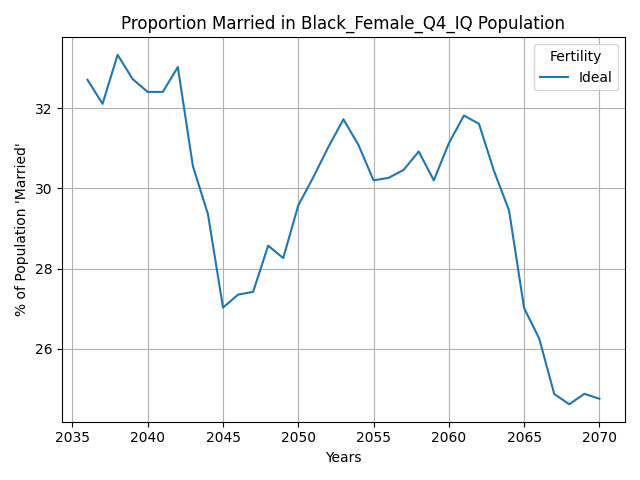 Proportion Married in Black_Female_Q4_IQ Population
Fertility
Ideal
% of Population 'Married'
32
30
28
26
2035 2040 2045 2050 2055 2060 2065 2070
Years